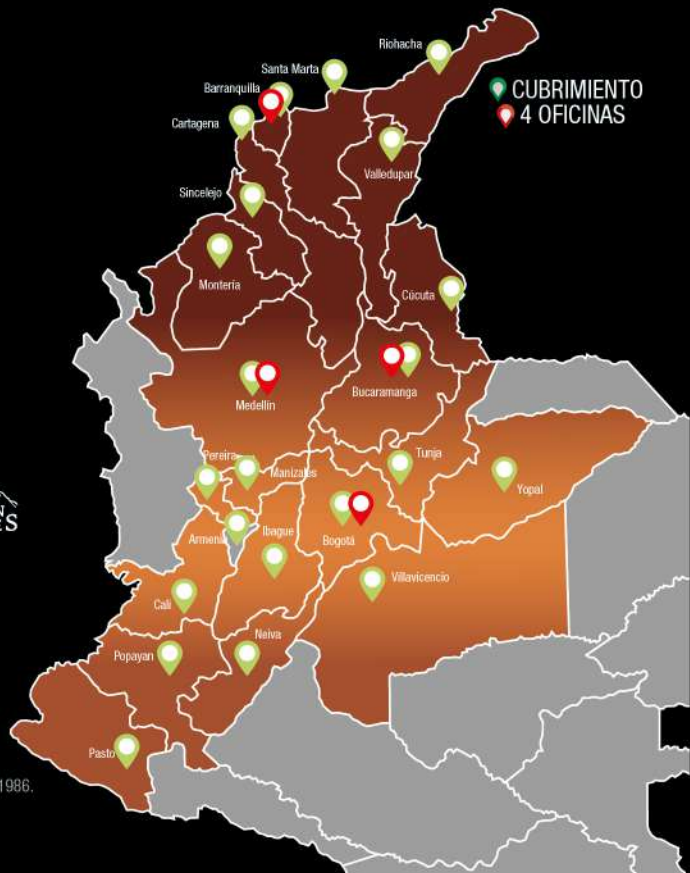 Riohacha
Santa Marta
Barranquilla
Cartagena
CUBRIMIENTO
4 OFICINAS
Valledupar
Sincelejo
Montería
Cúcuta
Bucaramanga
Medellín
Pereira
Manizales
Tunja
Yopal
Armenia
Ibague
Bogotá
Villavicencio
Cali
Neiva
Popayan
Pasto
1986.